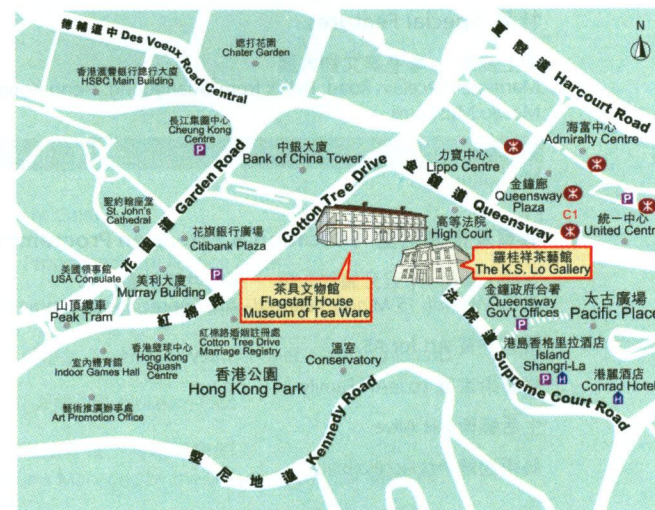 德輔道中 Des Voeux Road Central
遮打花園
Chater Garden
夏慤道 Harcourt Road
N
香港滙豐銀行總行大廈
HSBC Main Building
長江集團中心
Cheung Kong
Centre
P
中銀大廈
Bank of China Tower
力寶中心
Lippo Centre
海富中心
Admiralty Centre
花園道 Garden Road
Cotton Tree Drive
紅棉路
金鐘道 Queensway
金鐘廊
Queensway
Plaza
P
C1
統一中心
United Centr
聖約翰座堂
St. John's
Cathedral
花旗銀行廣場
Citibank Plaza
高等法院
High Court
羅桂祥茶藝館
The K.S. Lo Gallery
美國領事館
USA Consulate
美利大廈
Murray Building
P
茶具文物館
Flagstaff House
Museum of Tea Ware
金鐘政府合署
Queensway
Gov't Offices
P
太古廣場
Pacific Place
山頂纜車
Peak Tram
香港壁球中心
Hong Kong
Squash
Centre
紅棉路婚姻註冊處
Cotton Tree Drive
Marriage Registry
溫室
Conservatory
港島香格里拉酒店
Island
Shangri-La
P H
港麗酒店
Conrad Hotel
H
室內體育館
Indoor Games Hall
香港公園
Hong Kong Park
法院道 Supreme Court Road
藝術推廣辦事處
Art Promotion Office
堅尼地道 Kennedy Road